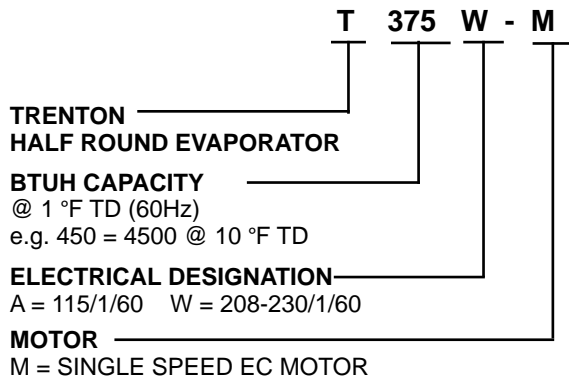 T 375 W - M
TRENTON
HALF ROUND EVAPORATOR
BTUH CAPACITY
@ 1 °F TD (60Hz)
e.g. 450 = 4500 @ 10 °F TD
ELECTRICAL DESIGNATION
A = 115/1/60 W = 208-230/1/60
MOTOR
M = SINGLE SPEED EC MOTOR